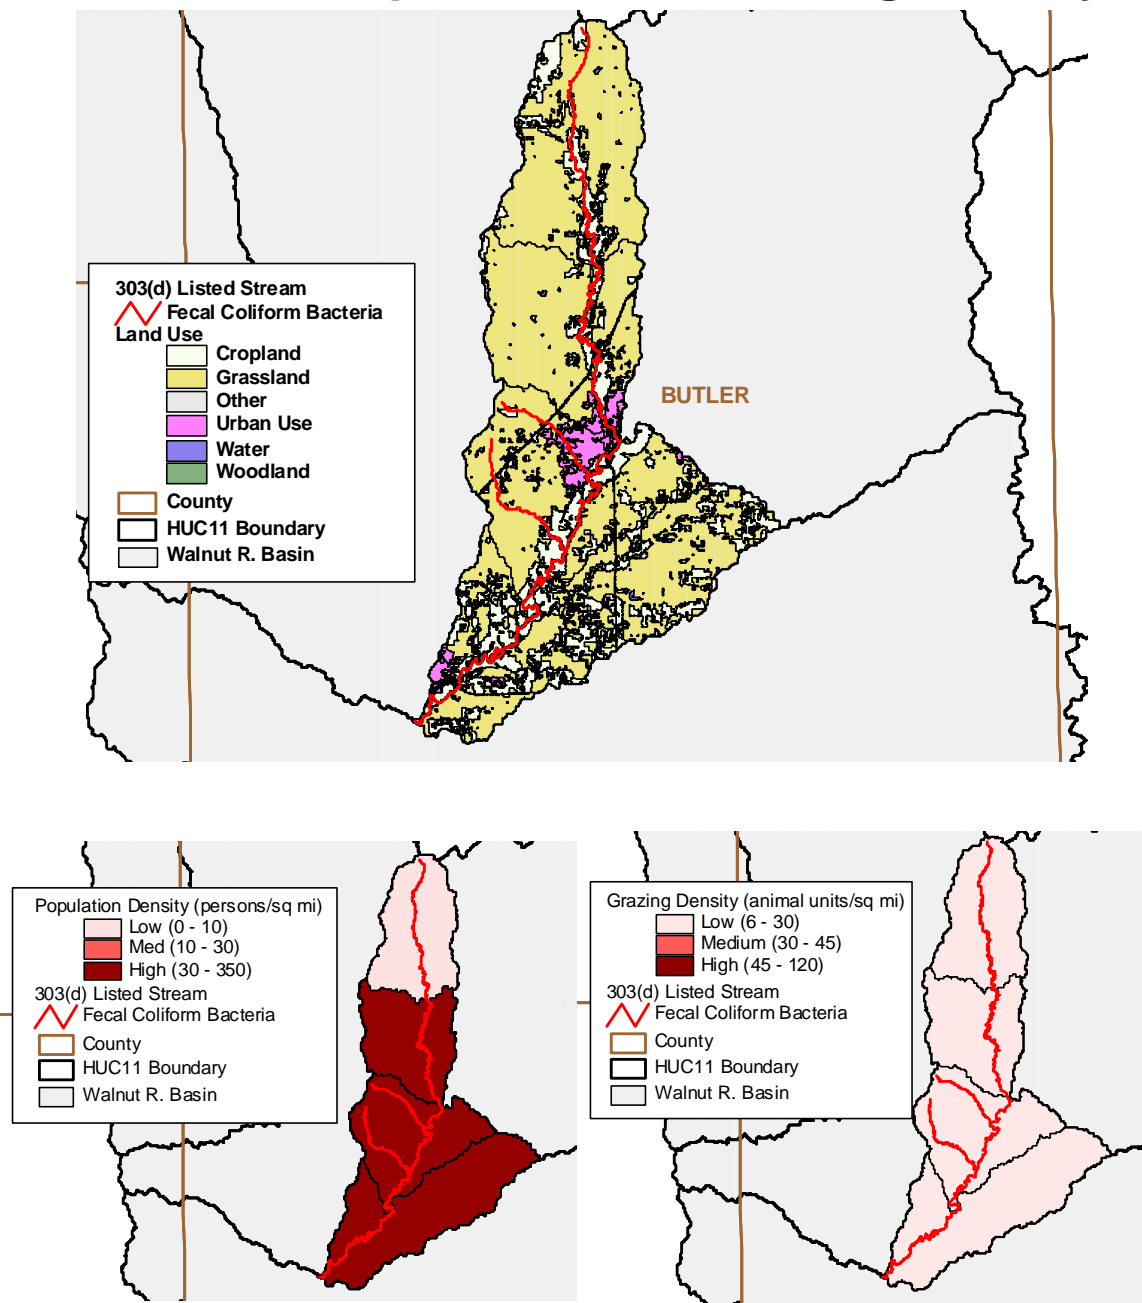 303(d) Listed Stream
Fecal Coliform Bacteria
Land Use
Cropland
Grassland
Other
Urban Use
Water
Woodland
County
HUC11 Boundary
Walnut R. Basin
BUTLER
Population Density (persons/sq mi)
Low (0 - 10)
Med (10 - 30)
High (30 - 350)
303(d) Listed Stream
Fecal Coliform Bacteria
County
HUC11 Boundary
Walnut R. Basin
Grazing Density (animal units/sq mi)
Low (6 - 30)
Medium (30 - 45)
High (45 - 120)
303(d) Listed Stream
Fecal Coliform Bacteria
County
HUC11 Boundary
Walnut R. Basin